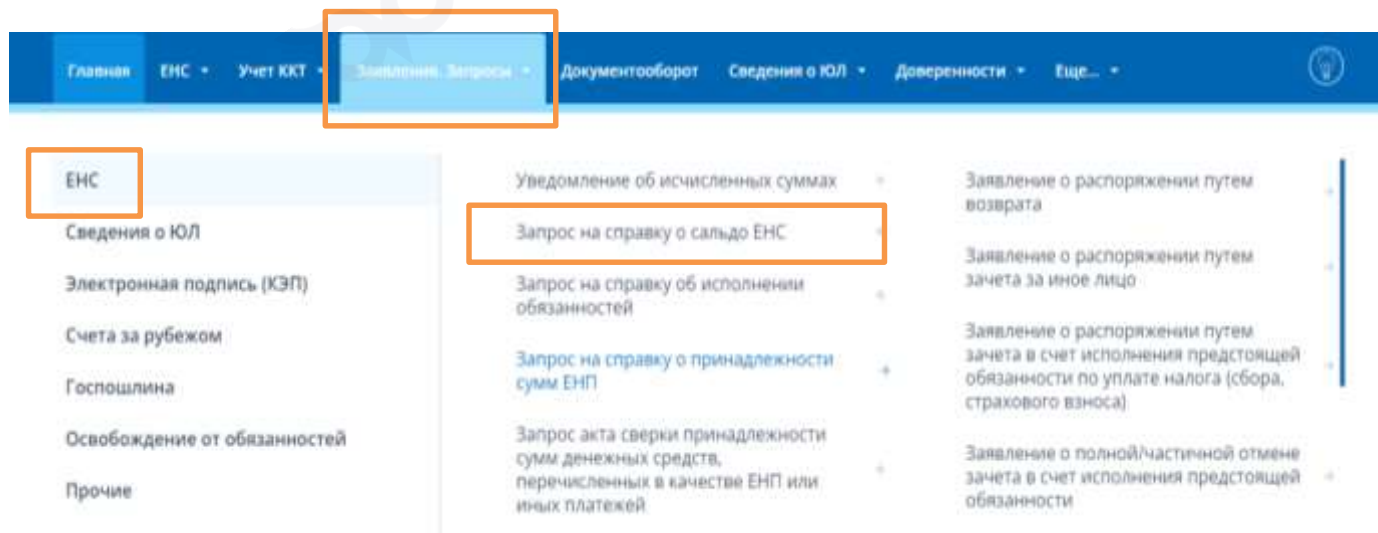 Главная ЕНС Учет ККТ Заявления. Запросы Документооборот Сведения о ЮЛ Доверенности Еще...
ЕНС
Сведения о ЮЛ
Электронная подпись (КЭП)
Счета за рубежом
Госпошлина
Освобождение от обязанностей
Прочие
Уведомление об исчисленных суммах
Запрос на справку о сальдо ЕНС
Запрос на справку об исполнении
обязанностей
Запрос на справку о принадлежности
сумм ЕНП
Запрос акта сверки принадлежности
сумм денежных средств,
перечисленных в качестве ЕНП или
иных платежей
Заявление о распоряжении путем
возврата
Заявление о распоряжении путем
зачета за иное лицо
Заявление о распоряжении путем
зачета в счет исполнения предстоящей
обязанности по уплате налога (сбора,
страхового взноса)
Заявление о полной/частичной отмене
зачета в счет исполнения предстоящей
обязанности